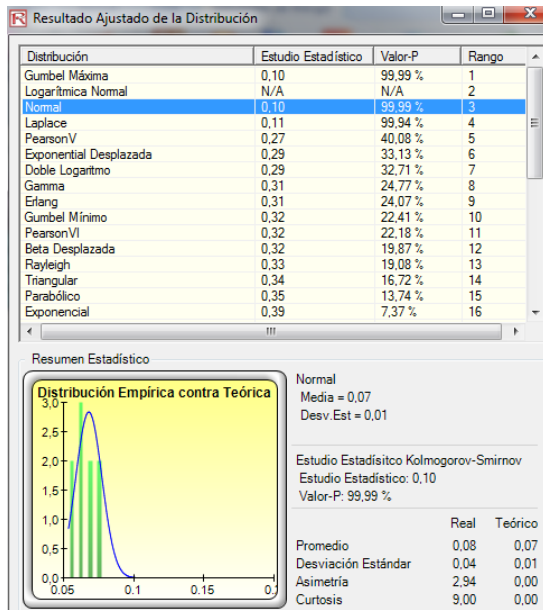 Resultado Ajustado de la Distribución
Distribución Estudio Estadístico Valor-P Rango
Gumbel Máxima 0,10 99,99 % 1
Logarítmica Normal N/A N/A 2
Normal 0,10 99,99 % 3
Laplace 0,11 99,94 % 4
PearsonV 0,27 40,08 % 5
Exponential Desplazada 0,29 33,13 % 6
Doble Logaritmo 0,29 32,71 % 7
Gamma 0,31 24,77 % 8
Erlang 0,31 24,07 % 9
Gumbel Mínimo 0,32 22,41 % 10
PearsonVI 0,32 22,18 % 11
Beta Desplazada 0,32 19,87 % 12
Rayleigh 0,33 19,08 % 13
Triangular 0,34 16,72 % 14
Parabólico 0,35 13,74 % 15
Exponencial 0,39 7,37 % 16
Resumen Estadístico
Distribución Empírica contra Teórica
3,0
2,5
2,0
1,5
1,0
0,5
0,0
0.05 0.1 0.15
Normal
Media = 0,07
Desv.Est = 0,01
Estudio Estadísitco Kolmogorov-Smirnov
Estudio Estadístico: 0,10
Valor-P: 99,99 %
Real Teórico
Promedio 0,08 0,07
Desviación Estándar 0,04 0,01
Asimetría 2,94 0,00
Curtosis 9,00 0,00